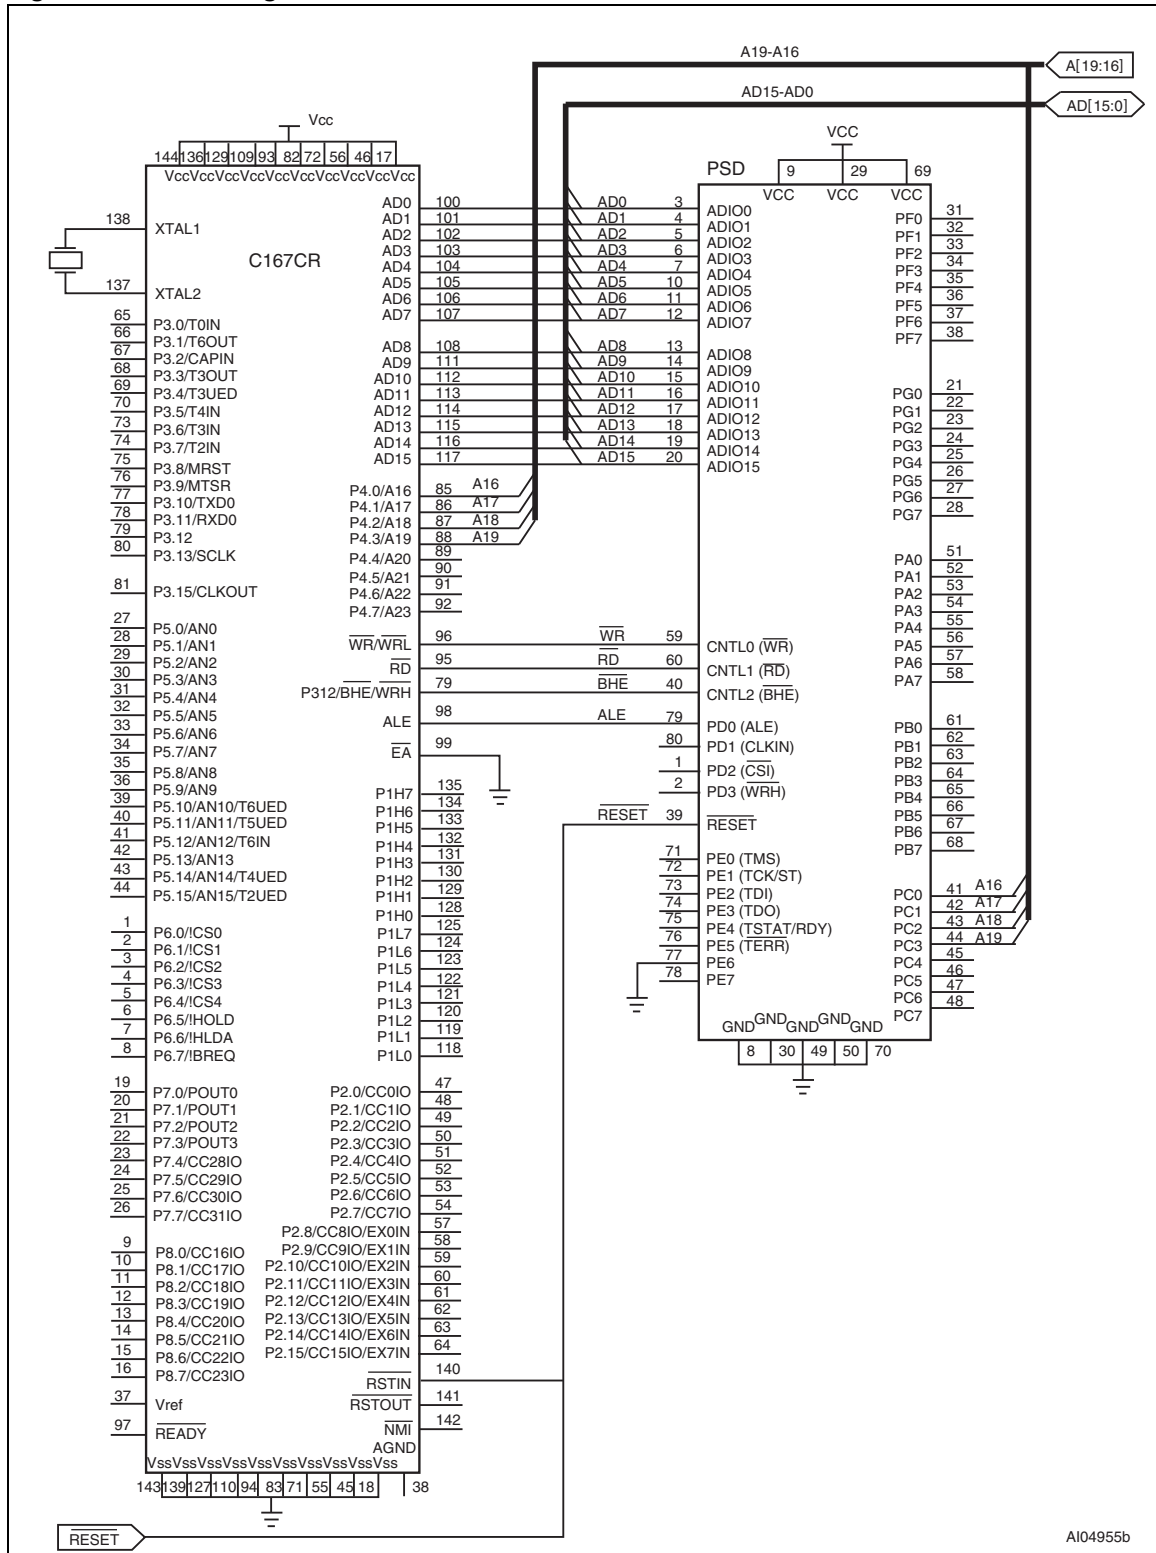 A19-A16
A[19:16]
AD15-AD0
AD[15:0]
Vcc
144 136 129 109 93 82 72 56 46 17
Vcc Vcc Vcc Vcc Vcc Vcc Vcc Vcc Vcc Vcc
138 XTAL1
137 XTAL2
C167CR
65 P3.0/T0IN
66 P3.1/T6OUT
67 P3.2/CAPIN
68 P3.3/T3OUT
69 P3.4/T3UED
70 P3.5/T4IN
73 P3.6/T3IN
74 P3.7/T2IN
75 P3.8/MRST
76 P3.9/MTSR
77 P3.10/TXD0
78 P3.11/RXD0
79 P3.12
80 P3.13/SCLK
81 P3.15/CLKOUT
27 P5.0/AN0
28 P5.1/AN1
29 P5.2/AN2
30 P5.3/AN3
31 P5.4/AN4
32 P5.5/AN5
33 P5.6/AN6
34 P5.7/AN7
35 P5.8/AN8
36 P5.9/AN9
39 P5.10/AN10/T6UED
40 P5.11/AN11/T5UED
41 P5.12/AN12/T6IN
42 P5.13/AN13
43 P5.14/AN14/T4UED
44 P5.15/AN15/T2UED
1 P6.0/!CS0
2 P6.1/!CS1
3 P6.2/!CS2
4 P6.3/!CS3
5 P6.4/!CS4
6 P6.5/!HOLD
7 P6.6/!HLDA
8 P6.7/!BREQ
19 P7.0/POUT0
20 P7.1/POUT1
21 P7.2/POUT2
22 P7.3/POUT3
23 P7.4/CC28IO
24 P7.5/CC29IO
25 P7.6/CC30IO
26 P7.7/CC31IO
9 P8.0/CC16IO
10 P8.1/CC17IO
11 P8.2/CC18IO
12 P8.3/CC19IO
13 P8.4/CC20IO
14 P8.5/CC21IO
15 P8.6/CC22IO
16 P8.7/CC23IO
37 Vref
97 READY
AD0 100
AD1 101
AD2 102
AD3 103
AD4 104
AD5 105
AD6 106
AD7 107
AD8 108
AD9 111
AD10 112
AD11 113
AD12 114
AD13 115
AD14 116
AD15 117
P4.0/A16 85 A16
P4.1/A17 86 A17
P4.2/A18 87 A18
P4.3/A19 88 A19
P4.4/A20 89
P4.5/A21 90
P4.6/A22 91
P4.7/A23 92
WR/WRL 96
RD 95
P312/BHE/WRH 79
ALE 98
EA 99
P1H7 135
P1H6 134
P1H5 133
P1H4 132
P1H3 131
P1H2 130
P1H1 129
P1H0 128
P1L7 125
P1L6 124
P1L5 123
P1L4 122
P1L3 121
P1L2 120
P1L1 119
P1L0 118
P2.0/CC0IO 47
P2.1/CC1IO 48
P2.2/CC2IO 49
P2.3/CC3IO 50
P2.4/CC4IO 51
P2.5/CC5IO 52
P2.6/CC6IO 53
P2.7/CC7IO 54
P2.8/CC8IO/EX0IN 57
P2.9/CC9IO/EX1IN 58
P2.10/CC10IO/EX2IN 59
P2.11/CC11IO/EX3IN 60
P2.12/CC12IO/EX4IN 61
P2.13/CC13IO/EX5IN 62
P2.14/CC14IO/EX6IN 63
P2.15/CC15IO/EX7IN 64
RSTIN 140
RSTOUT 141
NMI 142
AGND
Vss Vss Vss Vss Vss Vss Vss Vss Vss
143 139 127 110 94 83 71 55 45 18 38
RESET
VCC
PSD
9 29 69
VCC VCC VCC
AD0 3 ADIO0
AD1 4 ADIO1
AD2 5 ADIO2
AD3 6 ADIO3
AD4 7 ADIO4
AD5 10 ADIO5
AD6 11 ADIO6
AD7 12 ADIO7
AD8 13 ADIO8
AD9 14 ADIO9
AD10 15 ADIO10
AD11 16 ADIO11
AD12 17 ADIO12
AD13 18 ADIO13
AD14 19 ADIO14
AD15 20 ADIO15
WR 59 CNTL0 (WR)
RD 60 CNTL1 (RD)
BHE 40 CNTL2 (BHE)
ALE 79 PD0 (ALE)
80 PD1 (CLKIN)
1 PD2 (CSI)
2 PD3 (WRH)
RESET 39 RESET
71 PE0 (TMS)
72 PE1 (TCK/ST)
73 PE2 (TDI)
74 PE3 (TDO)
75 PE4 (TSTAT/RDY)
76 PE5 (TERR)
77 PE6
78 PE7
PF0 31
PF1 32
PF2 33
PF3 34
PF4 35
PF5 36
PF6 37
PF7 38
PG0 21
PG1 22
PG2 23
PG3 24
PG4 25
PG5 26
PG6 27
PG7 28
PA0 51
PA1 52
PA2 53
PA3 54
PA4 55
PA5 56
PA6 57
PA7 58
PB0 61
PB1 62
PB2 63
PB3 64
PB4 65
PB5 66
PB6 67
PB7 68
PC0 41 A16
PC1 42 A17
PC2 43 A18
PC3 44 A19
PC4 45
PC5 46
PC6 47
PC7 48
GND GND GND GND GND
8 30 49 50 70
AI04955b